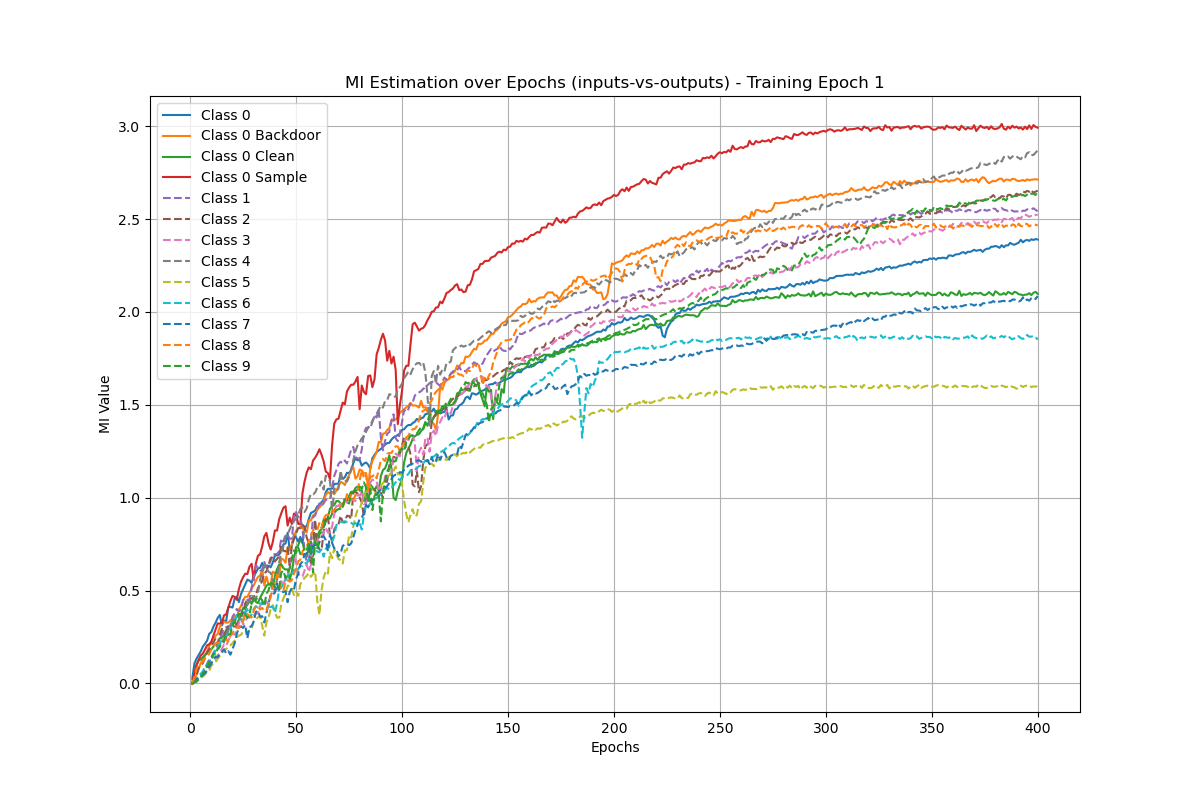 MI Estimation over Epochs (inputs-vs-outputs) - Training Epoch 1
Class 0
Class 0 Backdoor
Class 0 Clean
Class 0 Sample
Class 1
Class 2
Class 3
Class 4
Class 5
Class 6
Class 7
Class 8
Class 9
MI Value
3.0
2.5
2.0
1.5
1.0
0.5
0.0
0 50 100 150 200 250 300 350 400
Epochs